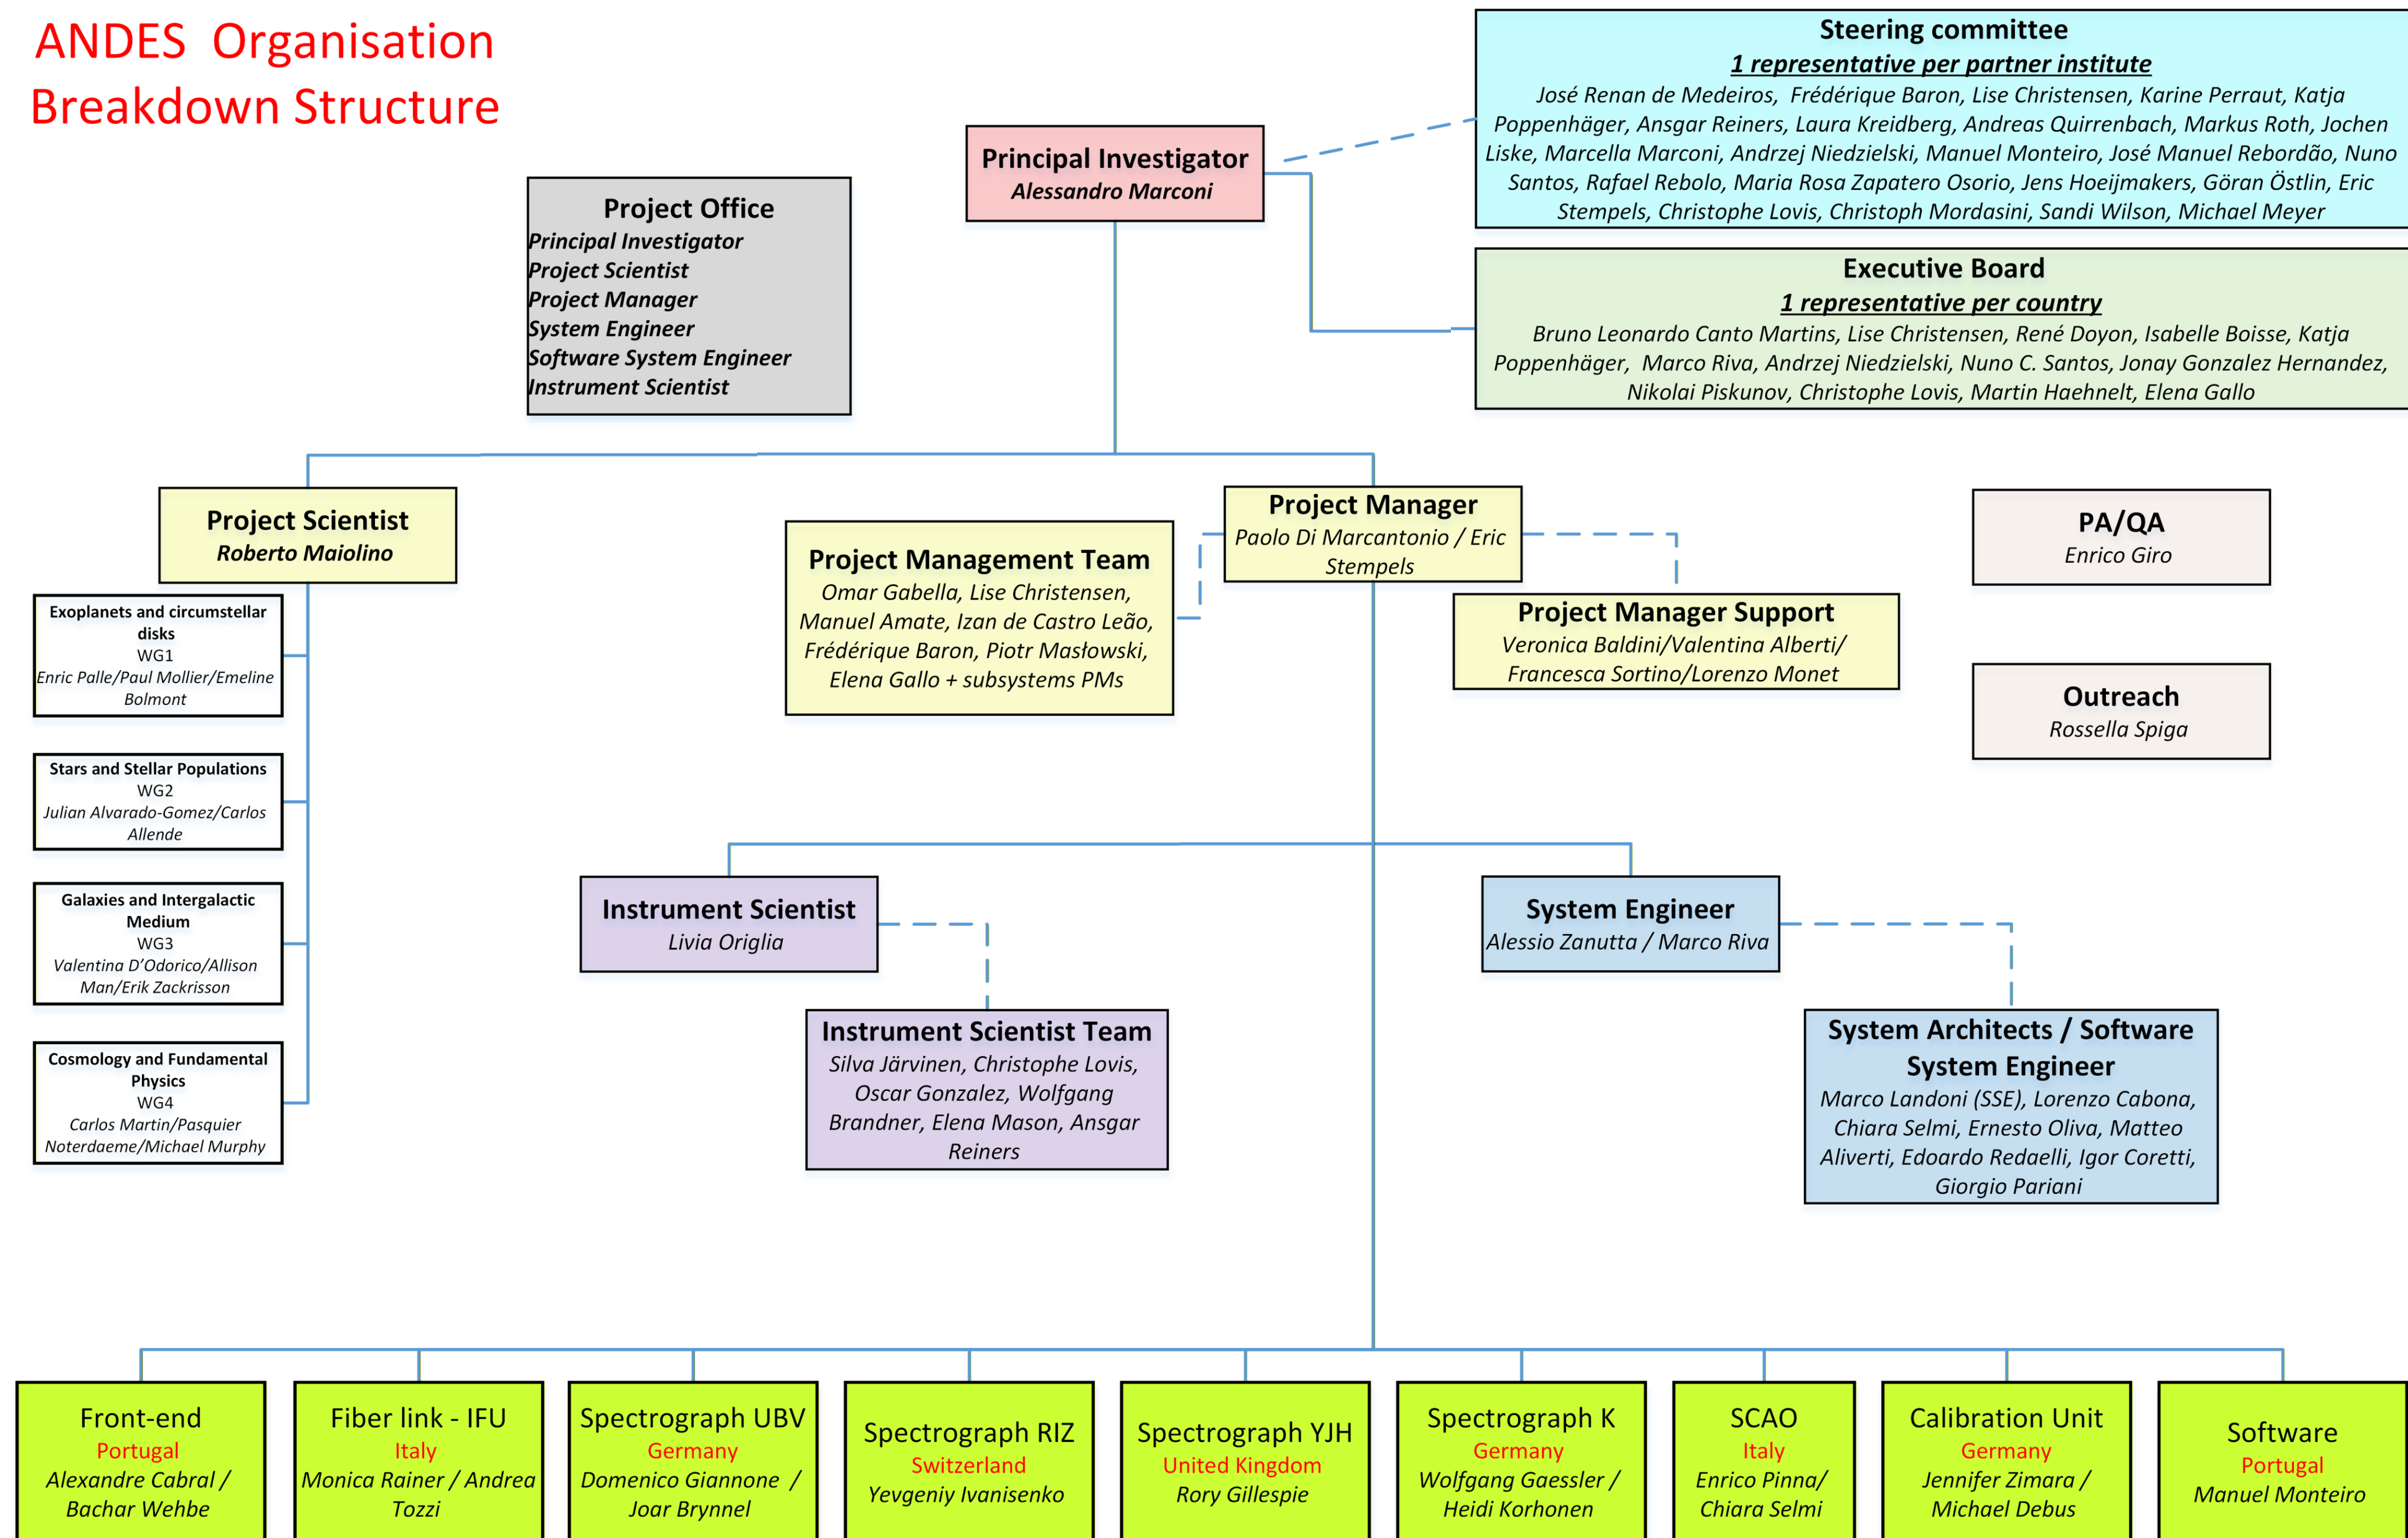 ANDES Organisation
Breakdown Structure
Steering committee
1 representative per partner institute
José Renan de Medeiros, Frédérique Baron, Lise Christensen, Karine Perraut, Katja
Poppenhäger, Ansgar Reiners, Laura Kreidberg, Andreas Quirrenbach, Markus Roth, Jochen
Liske, Marcella Marconi, Andrzej Niedzielski, Manuel Monteiro, José Manuel Rebordão, Nuno
Santos, Rafael Rebolo, Maria Rosa Zapatero Osorio, Jens Hoeijmakers, Göran Östlin, Eric
Stempels, Christophe Lovis, Christoph Mordasini, Sandi Wilson, Michael Meyer
Principal Investigator
Alessandro Marconi
Project Office
Principal Investigator
Project Scientist
Project Manager
System Engineer
Software System Engineer
Instrument Scientist
Executive Board
1 representative per country
Bruno Leonardo Canto Martins, Lise Christensen, René Doyon, Isabelle Boisse, Katja
Poppenhäger, Marco Riva, Andrzej Niedzielski, Nuno C. Santos, Jonay Gonzalez Hernandez,
Nikolai Piskunov, Christophe Lovis, Martin Haehnelt, Elena Gallo
Project Scientist
Roberto Maiolino
Project Manager
Paolo Di Marcantonio / Eric
Stempels
PA/QA
Enrico Giro
Project Management Team
Omar Gabella, Lise Christensen,
Manuel Amate, Izan de Castro Leão,
Frédérique Baron, Piotr Masłowski,
Elena Gallo + subsystems PMs
Project Manager Support
Veronica Baldini/Valentina Alberti/
Francesca Sortino/Lorenzo Monet
Outreach
Rossella Spiga
Exoplanets and circumstellar
disks
WG1
Enric Palle/Paul Mollier/Emeline
Bolmont
Stars and Stellar Populations
WG2
Julian Alvarado-Gomez/Carlos
Allende
Galaxies and Intergalactic
Medium
WG3
Valentina D’Odorico/Allison
Man/Erik Zackrisson
Cosmology and Fundamental
Physics
WG4
Carlos Martin/Pasquier
Noterdaeme/Michael Murphy
Instrument Scientist
Livia Origlia
System Engineer
Alessio Zanutta / Marco Riva
Instrument Scientist Team
Silva Järvinen, Christophe Lovis,
Oscar Gonzalez, Wolfgang
Brandner, Elena Mason, Ansgar
Reiners
System Architects / Software
System Engineer
Marco Landoni (SSE), Lorenzo Cabona,
Chiara Selmi, Ernesto Oliva, Matteo
Aliverti, Edoardo Redaelli, Igor Coretti,
Giorgio Pariani
Front-end
Portugal
Alexandre Cabral /
Bachar Wehbe
Fiber link - IFU
Italy
Monica Rainer / Andrea
Tozzi
Spectrograph UBV
Germany
Domenico Giannone /
Joar Brynnel
Spectrograph RIZ
Switzerland
Yevgeniy Ivanisenko
Spectrograph YJH
United Kingdom
Rory Gillespie
Spectrograph K
Germany
Wolfgang Gaessler /
Heidi Korhonen
SCAO
Italy
Enrico Pinna/
Chiara Selmi
Calibration Unit
Germany
Jennifer Zimara /
Michael Debus
Software
Portugal
Manuel Monteiro